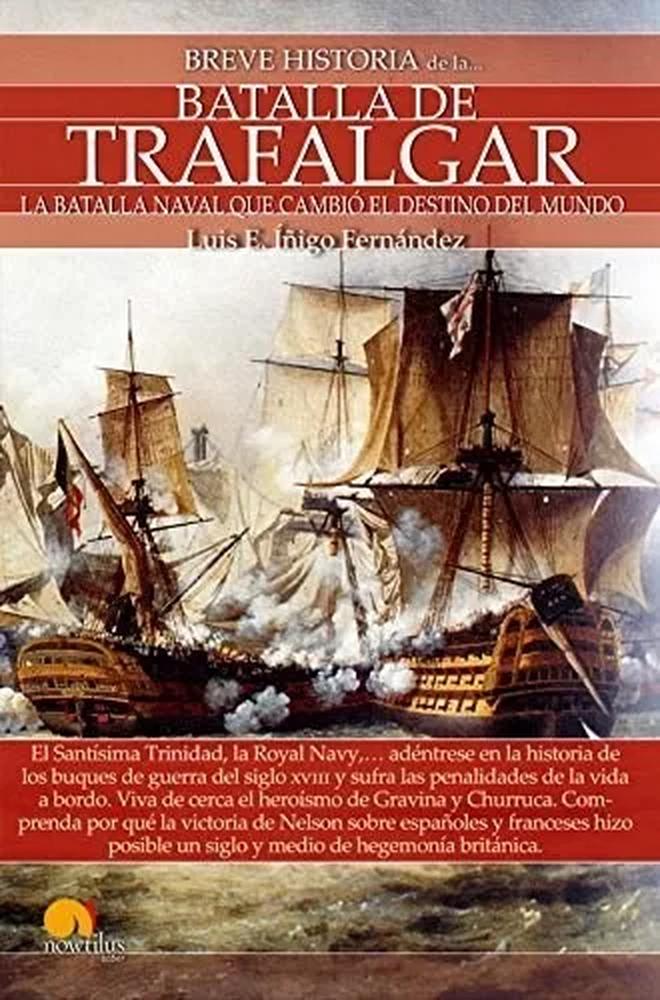 BREVE HISTORIA de la...
BATALLA DE
TRAFALGAR
LA BATALLA NAVAL QUE CAMBIÓ EL DESTINO DEL MUNDO
Luis E. Íñigo Fernández
El Santísima Trinidad, la Royal Navy,… adéntrese en la historia de
los buques de guerra del siglo XVIII y sufra las penalidades de la vida
a bordo. Viva de cerca el heroísmo de Gravina y Churruca. Com-
prenda por qué la victoria de Nelson sobre españoles y franceses hizo
posible un siglo y medio de hegemonía británica.
nowtilus
saber